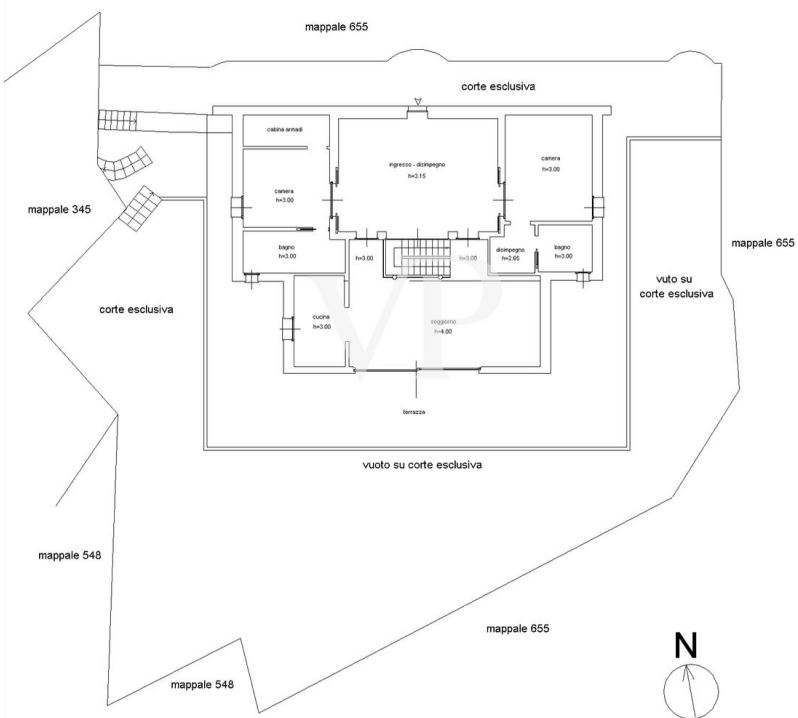 mappale 655
corte esclusiva
cabina armadi
ingresso - disimpegno
h=3.15
camera
h=3.00
camera
h=3.00
mappale 345
mappale 655
bagno
h=3.00
h=3.00
h=3.00
disimpegno
h=2.65
bagno
h=3.00
vuto su
corte esclusiva
corte esclusiva
cucina
h=3.00
soggiorno
h=4.00
VP
terrazza
vuoto su corte esclusiva
mappale 548
mappale 655
N
mappale 548